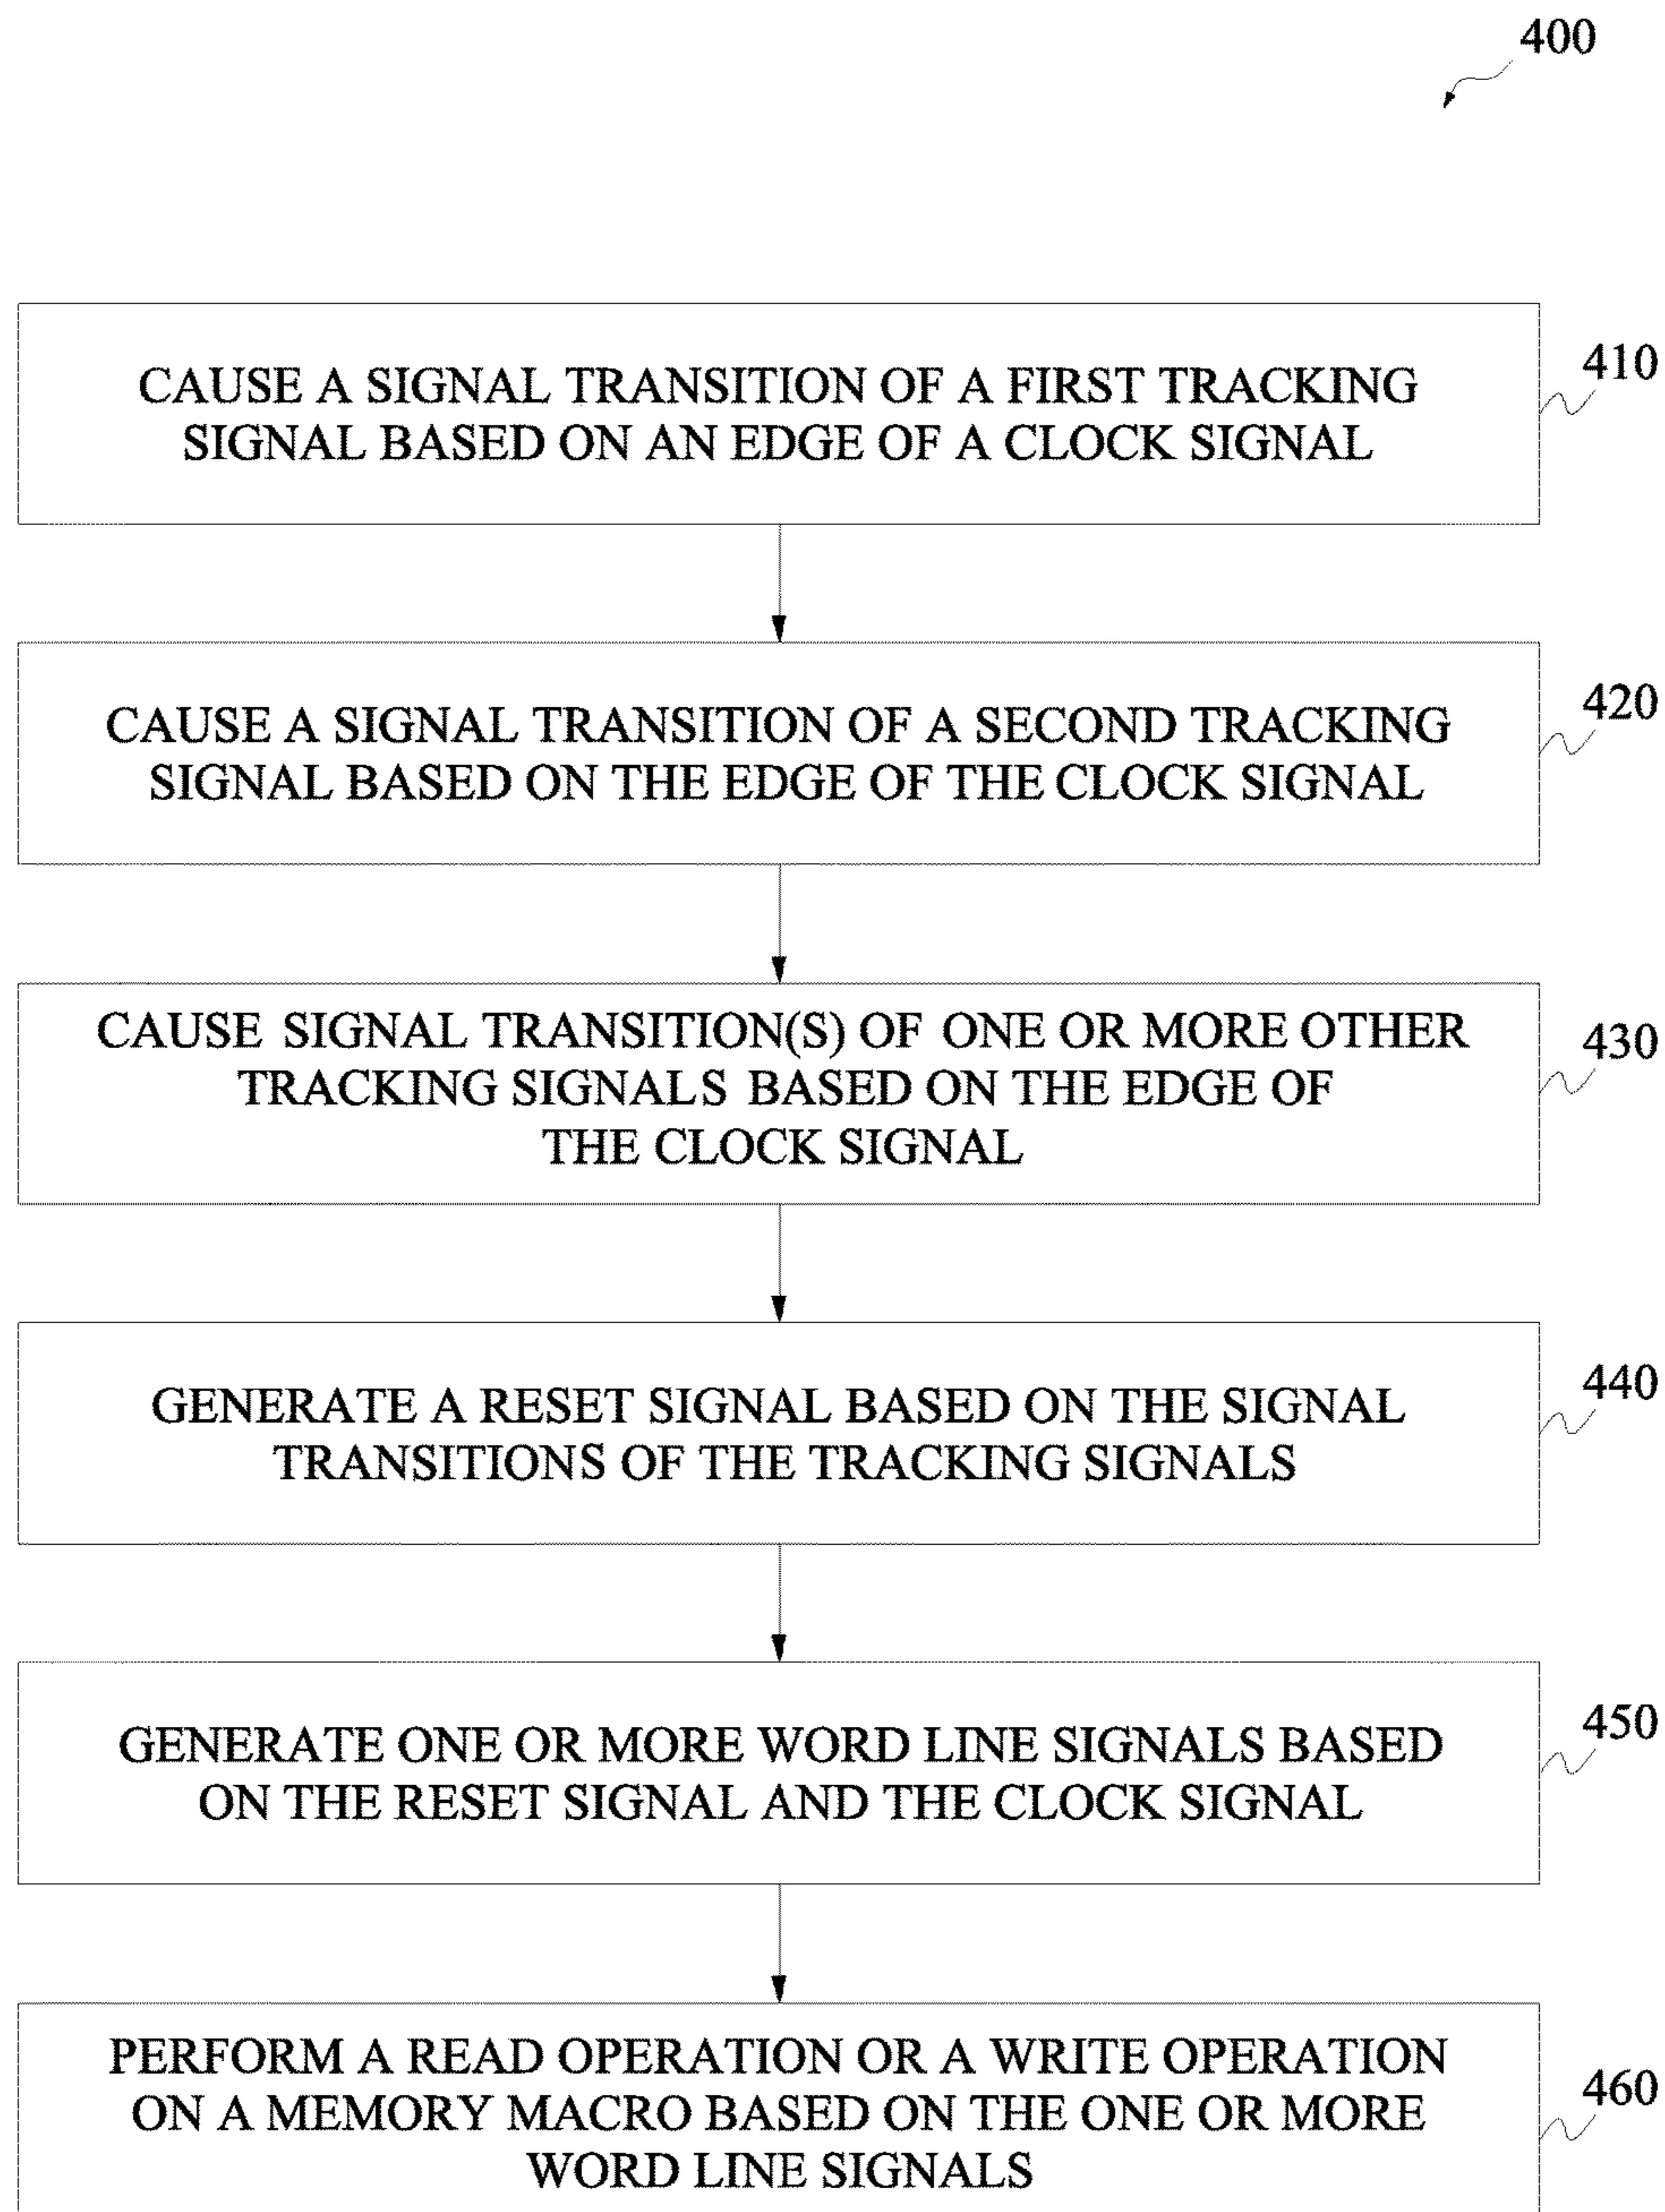 400
CAUSE A SIGNAL TRANSITION OF A FIRST TRACKING
SIGNAL BASED ON AN EDGE OF A CLOCK SIGNAL
410
CAUSE A SIGNAL TRANSITION OF A SECOND TRACKING
SIGNAL BASED ON THE EDGE OF THE CLOCK SIGNAL
420
CAUSE SIGNAL TRANSITION(S) OF ONE OR MORE OTHER
TRACKING SIGNALS BASED ON THE EDGE OF
THE CLOCK SIGNAL
430
GENERATE A RESET SIGNAL BASED ON THE SIGNAL
TRANSITIONS OF THE TRACKING SIGNALS
440
GENERATE ONE OR MORE WORD LINE SIGNALS BASED
ON THE RESET SIGNAL AND THE CLOCK SIGNAL
450
PERFORM A READ OPERATION OR A WRITE OPERATION
ON A MEMORY MACRO BASED ON THE ONE OR MORE
WORD LINE SIGNALS
460